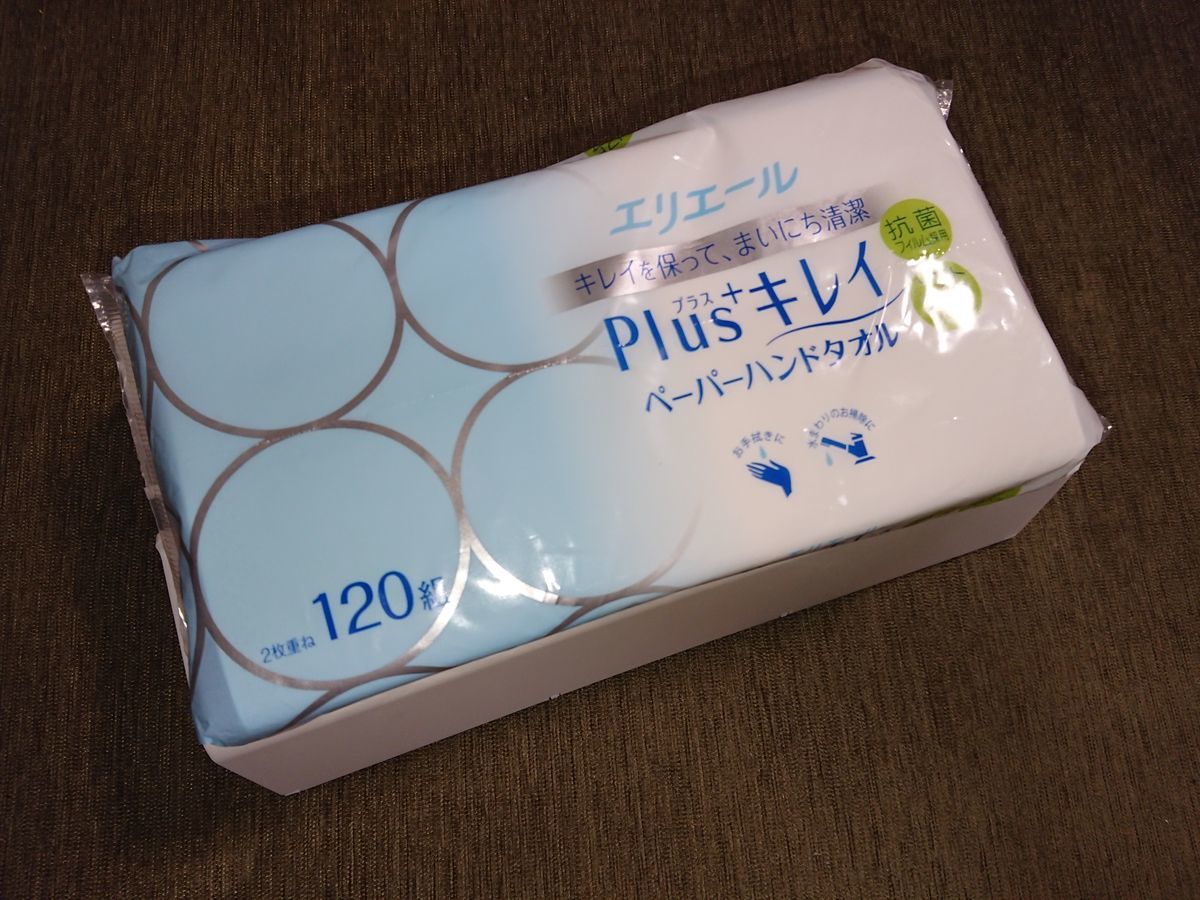 エリエール
キレイを保って、まいにち清潔
抗菌
フィルム採用
プラス
Plus+キレイ
ペーパーハンドタオル
お手拭きに
水まわりのお掃除に
2枚重ね 120組